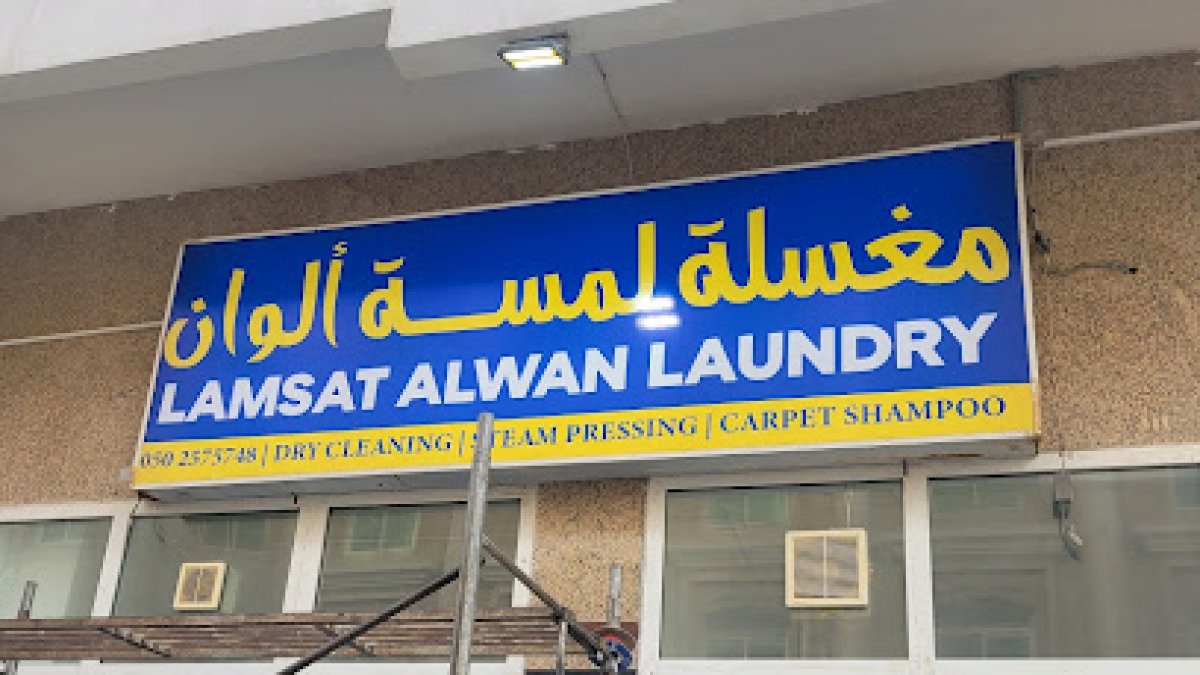 مغسلة لمسة ألوان
LAMSAT ALWAN LAUNDRY
050 2575748 | DRY CLEANING | STEAM PRESSING | CARPET SHAMPOO